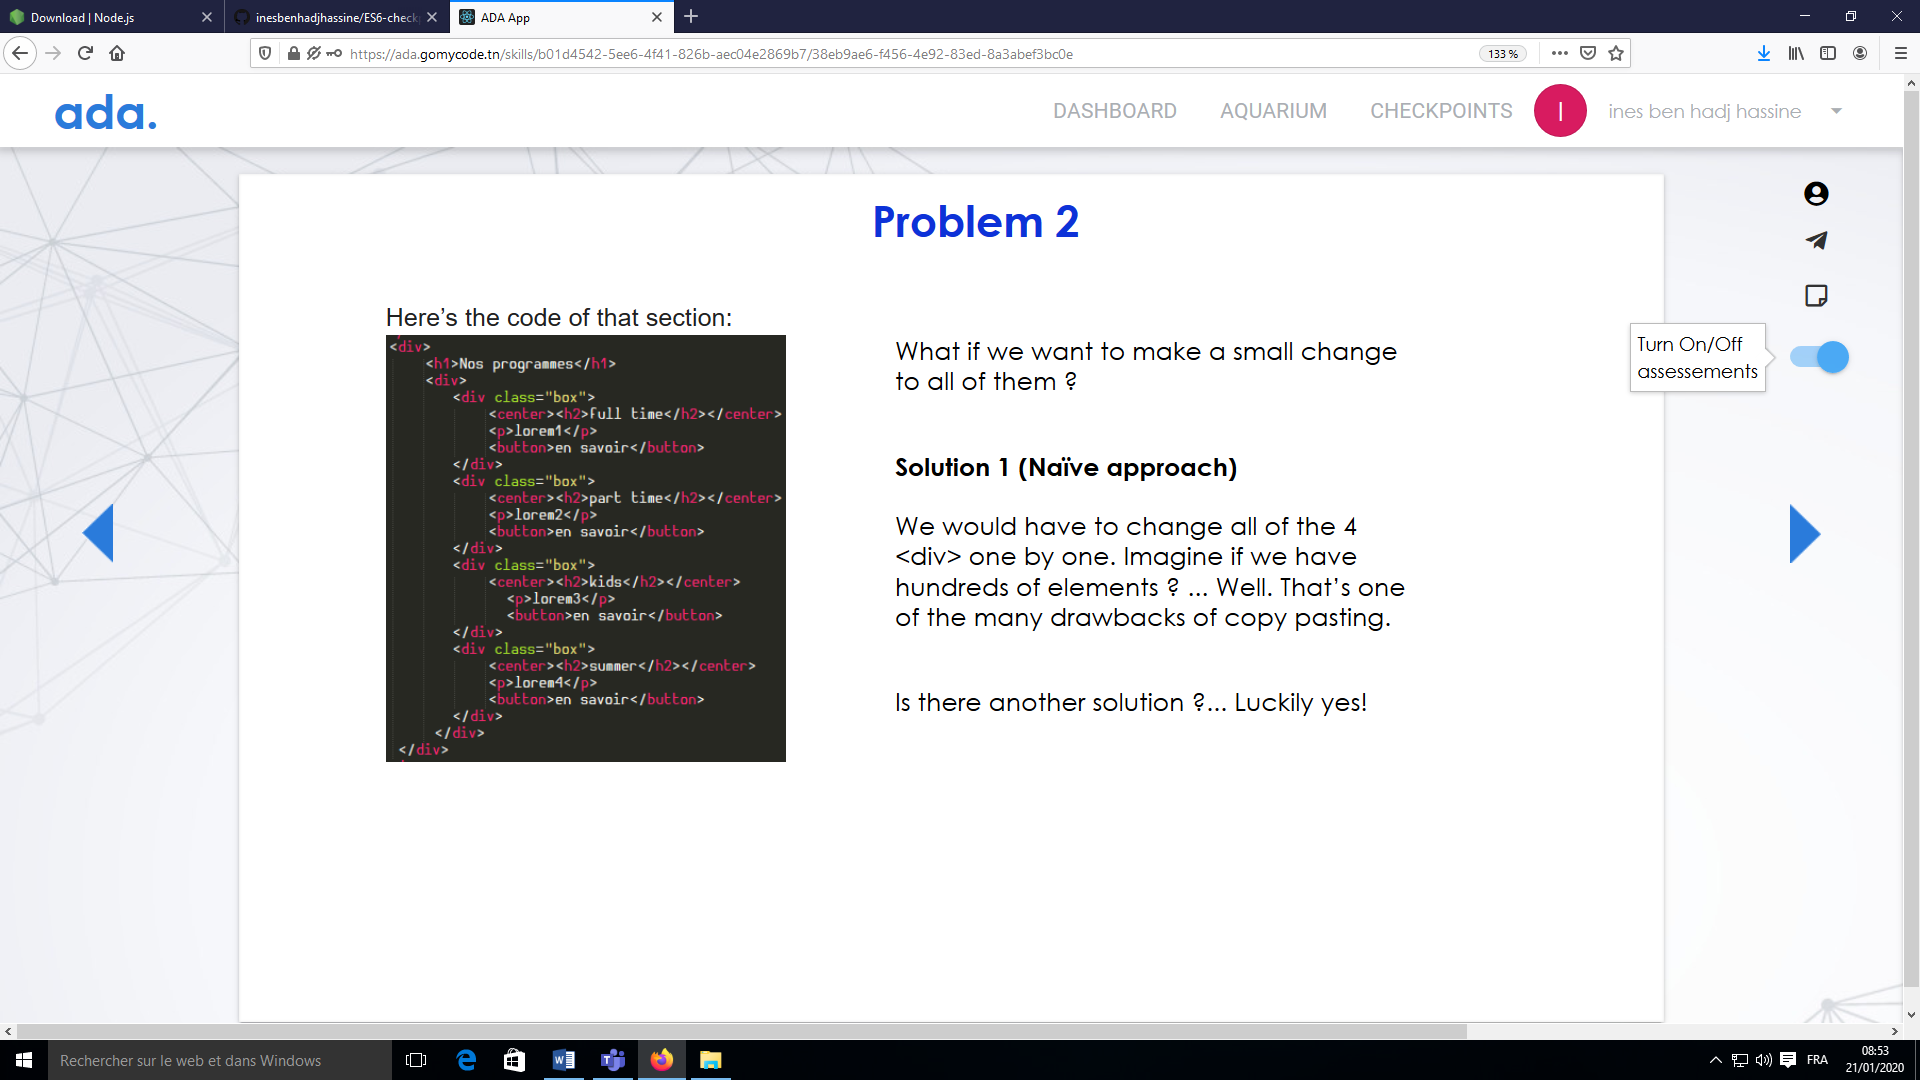 Download | Node.js
inesbenhadjhassine/ES6-check
ADA App
https://ada.gomycode.tn/skills/b01d4542-5ee6-4f41-826b-aec04e2869b7/38eb9ae6-f456-4e92-83ed-8a3abef3bc0e
133 %
ada.
DASHBOARD
AQUARIUM
CHECKPOINTS
I
ines ben hadj hassine
Problem 2
Here’s the code of that section:
<div>
<h1>Nos programmes</h1>
<div>
<div class="box">
<center><h2>full time</h2></center>
<p>lorem1</p>
<button>en savoir</button>
</div>
<div class="box">
<center><h2>part time</h2></center>
<p>lorem2</p>
<button>en savoir</button>
</div>
<div class="box">
<center><h2>kids</h2></center>
<p>lorem3</p>
<button>en savoir</button>
</div>
<div class="box">
<center><h2>summer</h2></center>
<p>lorem4</p>
<button>en savoir</button>
</div>
</div>
</div>
What if we want to make a small change
to all of them ?
Solution 1 (Naïve approach)
We would have to change all of the 4
<div> one by one. Imagine if we have
hundreds of elements ? ... Well. That’s one
of the many drawbacks of copy pasting.
Is there another solution ?... Luckily yes!
Turn On/Off
assessements
Rechercher sur le web et dans Windows
FRA
08:53
21/01/2020